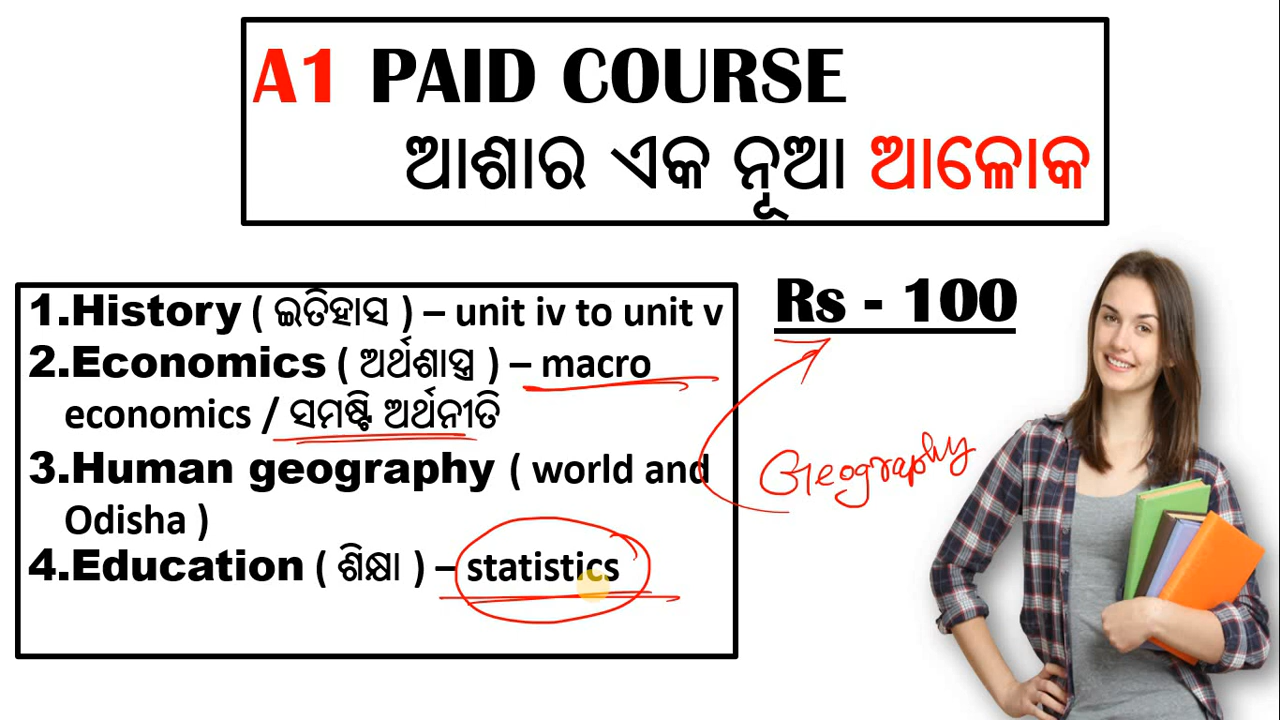 A1 PAID COURSE
ଆଶାର ଏକ ନୂଆ ଆଳୋକ
1.History ( ଇତିହାସ ) – unit iv to unit v
2.Economics ( ଅର୍ଥଶାସ୍ତ୍ର ) – macro
economics / ସମଷ୍ଟି ଅର୍ଥନୀତି
3.Human geography ( world and
Odisha )
4.Education ( ଶିକ୍ଷା ) – statistics
Rs - 100
Geography